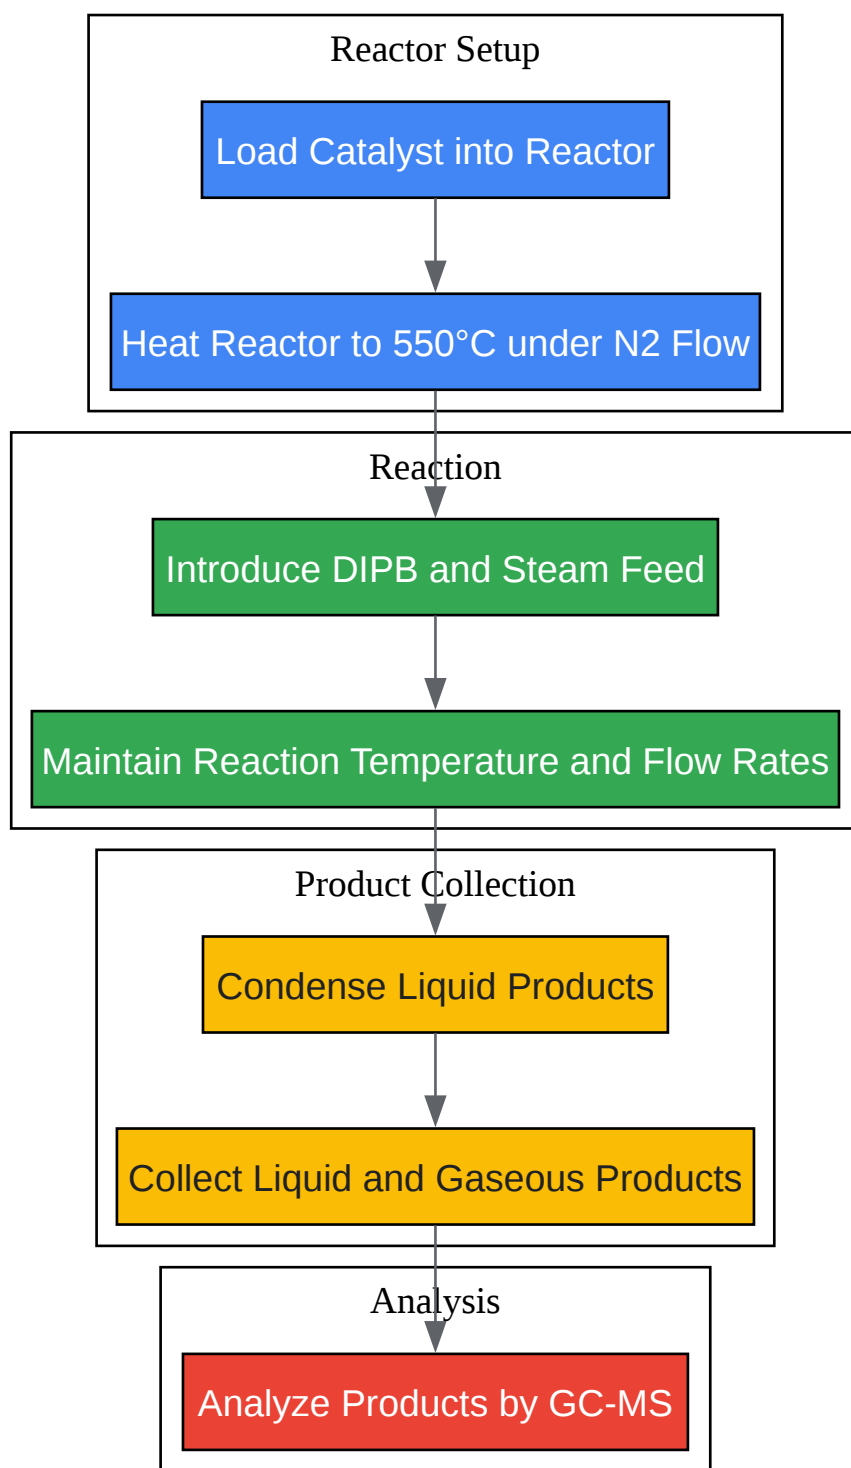 Reactor Setup
Load Catalyst into Reactor
Heat Reactor to 550°C under N2 Flow
Reaction
Introduce DIPB and Steam Feed
Maintain Reaction Temperature and Flow Rates
Product Collection
Condense Liquid Products
Collect Liquid and Gaseous Products
Analysis
Analyze Products by GC-MS